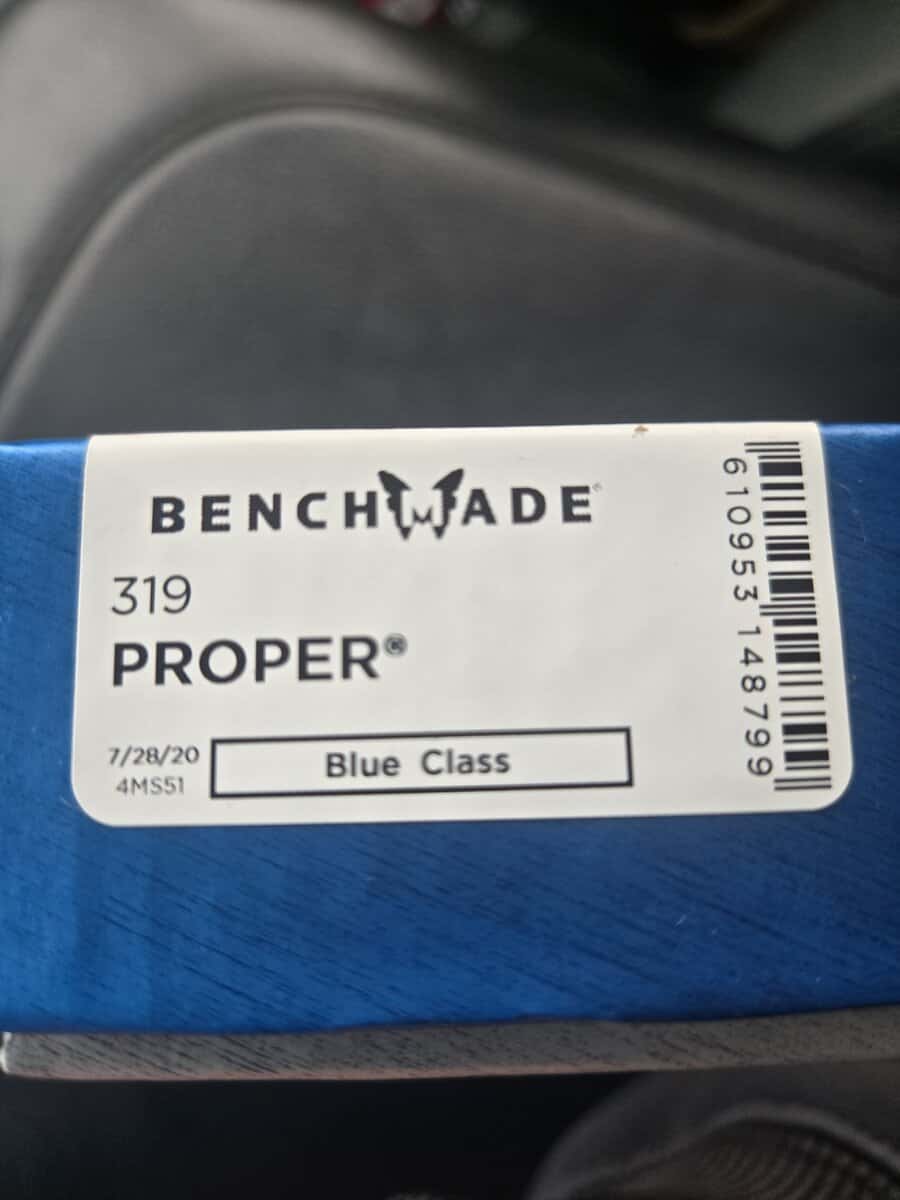 BENCHMADE®
319
PROPER®
7/28/20
4MS51
Blue Class
610953 148799